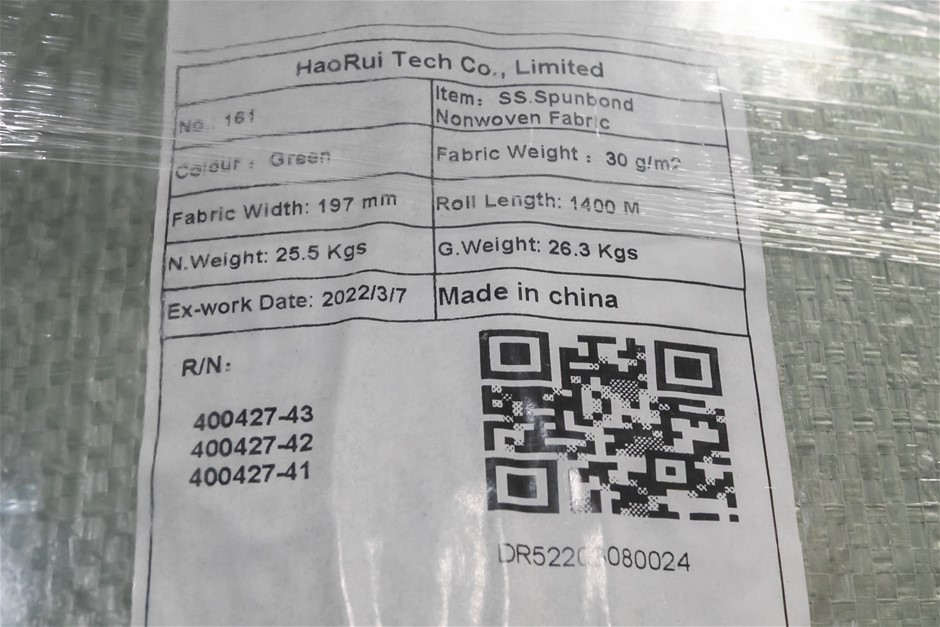 HaoRui Tech Co., Limited
No.: 161
Item: SS.Spunbond
Nonwoven Fabric
Colour : Green
Fabric Weight : 30 g/m2
Fabric Width: 197 mm
Roll Length: 1400 M
N.Weight: 25.5 Kgs
G.Weight: 26.3 Kgs
Ex-work Date: 2022/3/7
Made in china
R/N:
400427-43
400427-42
400427-41